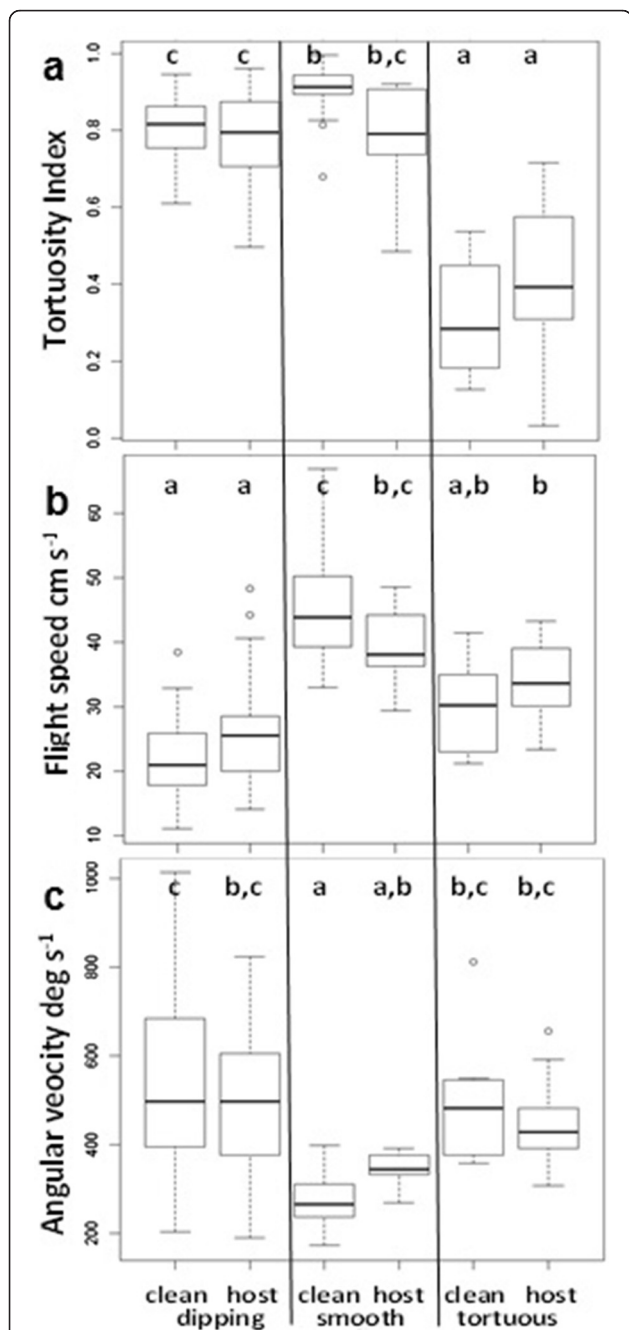 a
c c b b,c a a
Tortuosity Index
1.0
0.8
0.6
0.4
0.2
0.0
b
a a c b,c a,b b
Flight speed cm s⁻¹
60
50
40
30
20
10
c
c b,c a a,b b,c b,c
Angular veocity deg s⁻¹
1000
800
600
400
200
clean host clean host clean host
dipping smooth tortuous